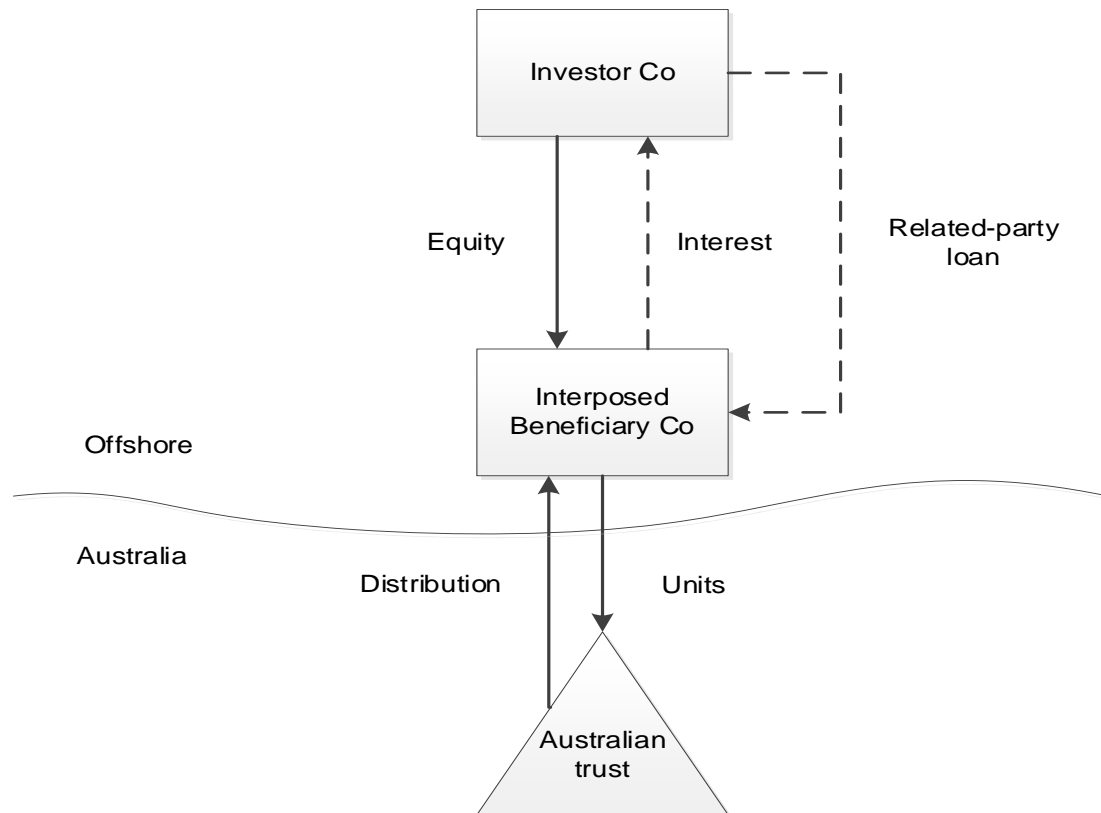 Investor Co
Equity
Interest
Related-party
loan
Interposed
Beneficiary Co
Offshore
Australia
Distribution
Units
Australian
trust